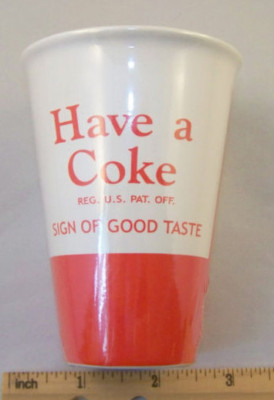 Have a
Coke
REG. U.S. PAT. OFF.
SIGN OF GOOD TASTE
inch 1 2 3